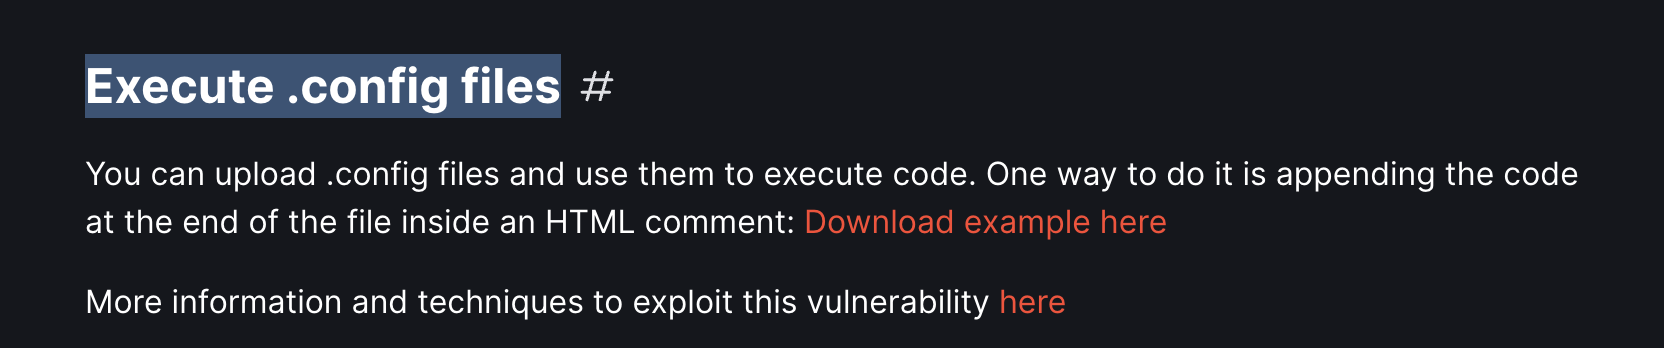 Execute .config files #
You can upload .config files and use them to execute code. One way to do it is appending the code
at the end of the file inside an HTML comment: Download example here
More information and techniques to exploit this vulnerability here